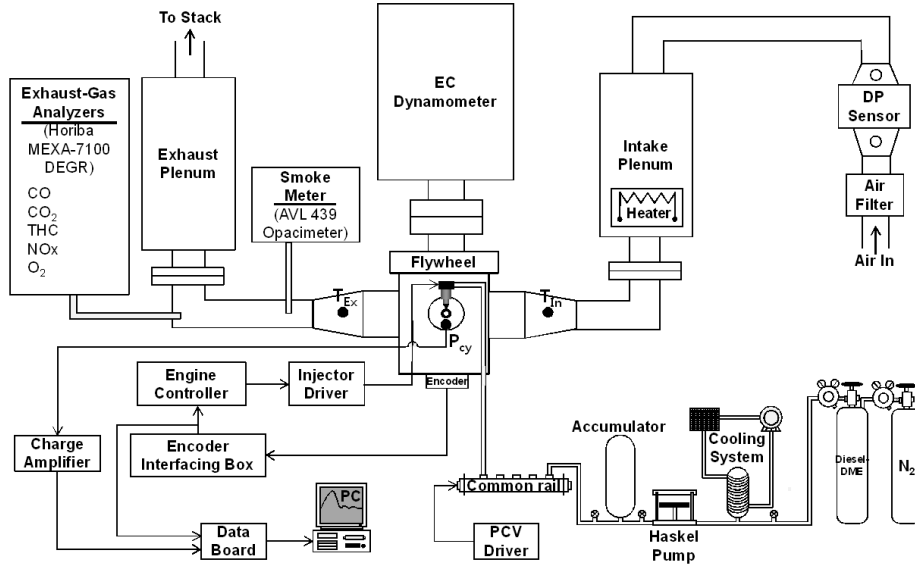 To Stack
Exhaust-Gas
Analyzers
(Horiba
MEXA-7100
DEGR)
CO
CO₂
THC
NOx
O₂
Exhaust
Plenum
Smoke
Meter
(AVL 439
Opacimeter)
EC
Dynamometer
Intake
Plenum
Heater
DP
Sensor
Air
Filter
Air In
Flywheel
Ex
In
Pcy
Encoder
Engine
Controller
Injector
Driver
Charge
Amplifier
Encoder
Interfacing Box
Data
Board
PC
Common rail
PCV
Driver
Accumulator
Haskel
Pump
Cooling
System
Diesel-
DME
N₂